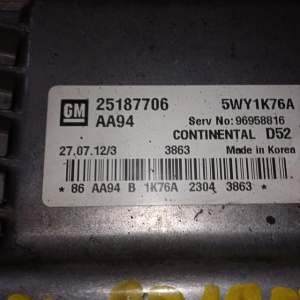 GM 25187706 5WY1K76A
AA94 Serv No: 96958816
CONTINENTAL D52
27.07.12/3 3863 Made in Korea
* 86 AA94 B 1K76A 2304 3863 *